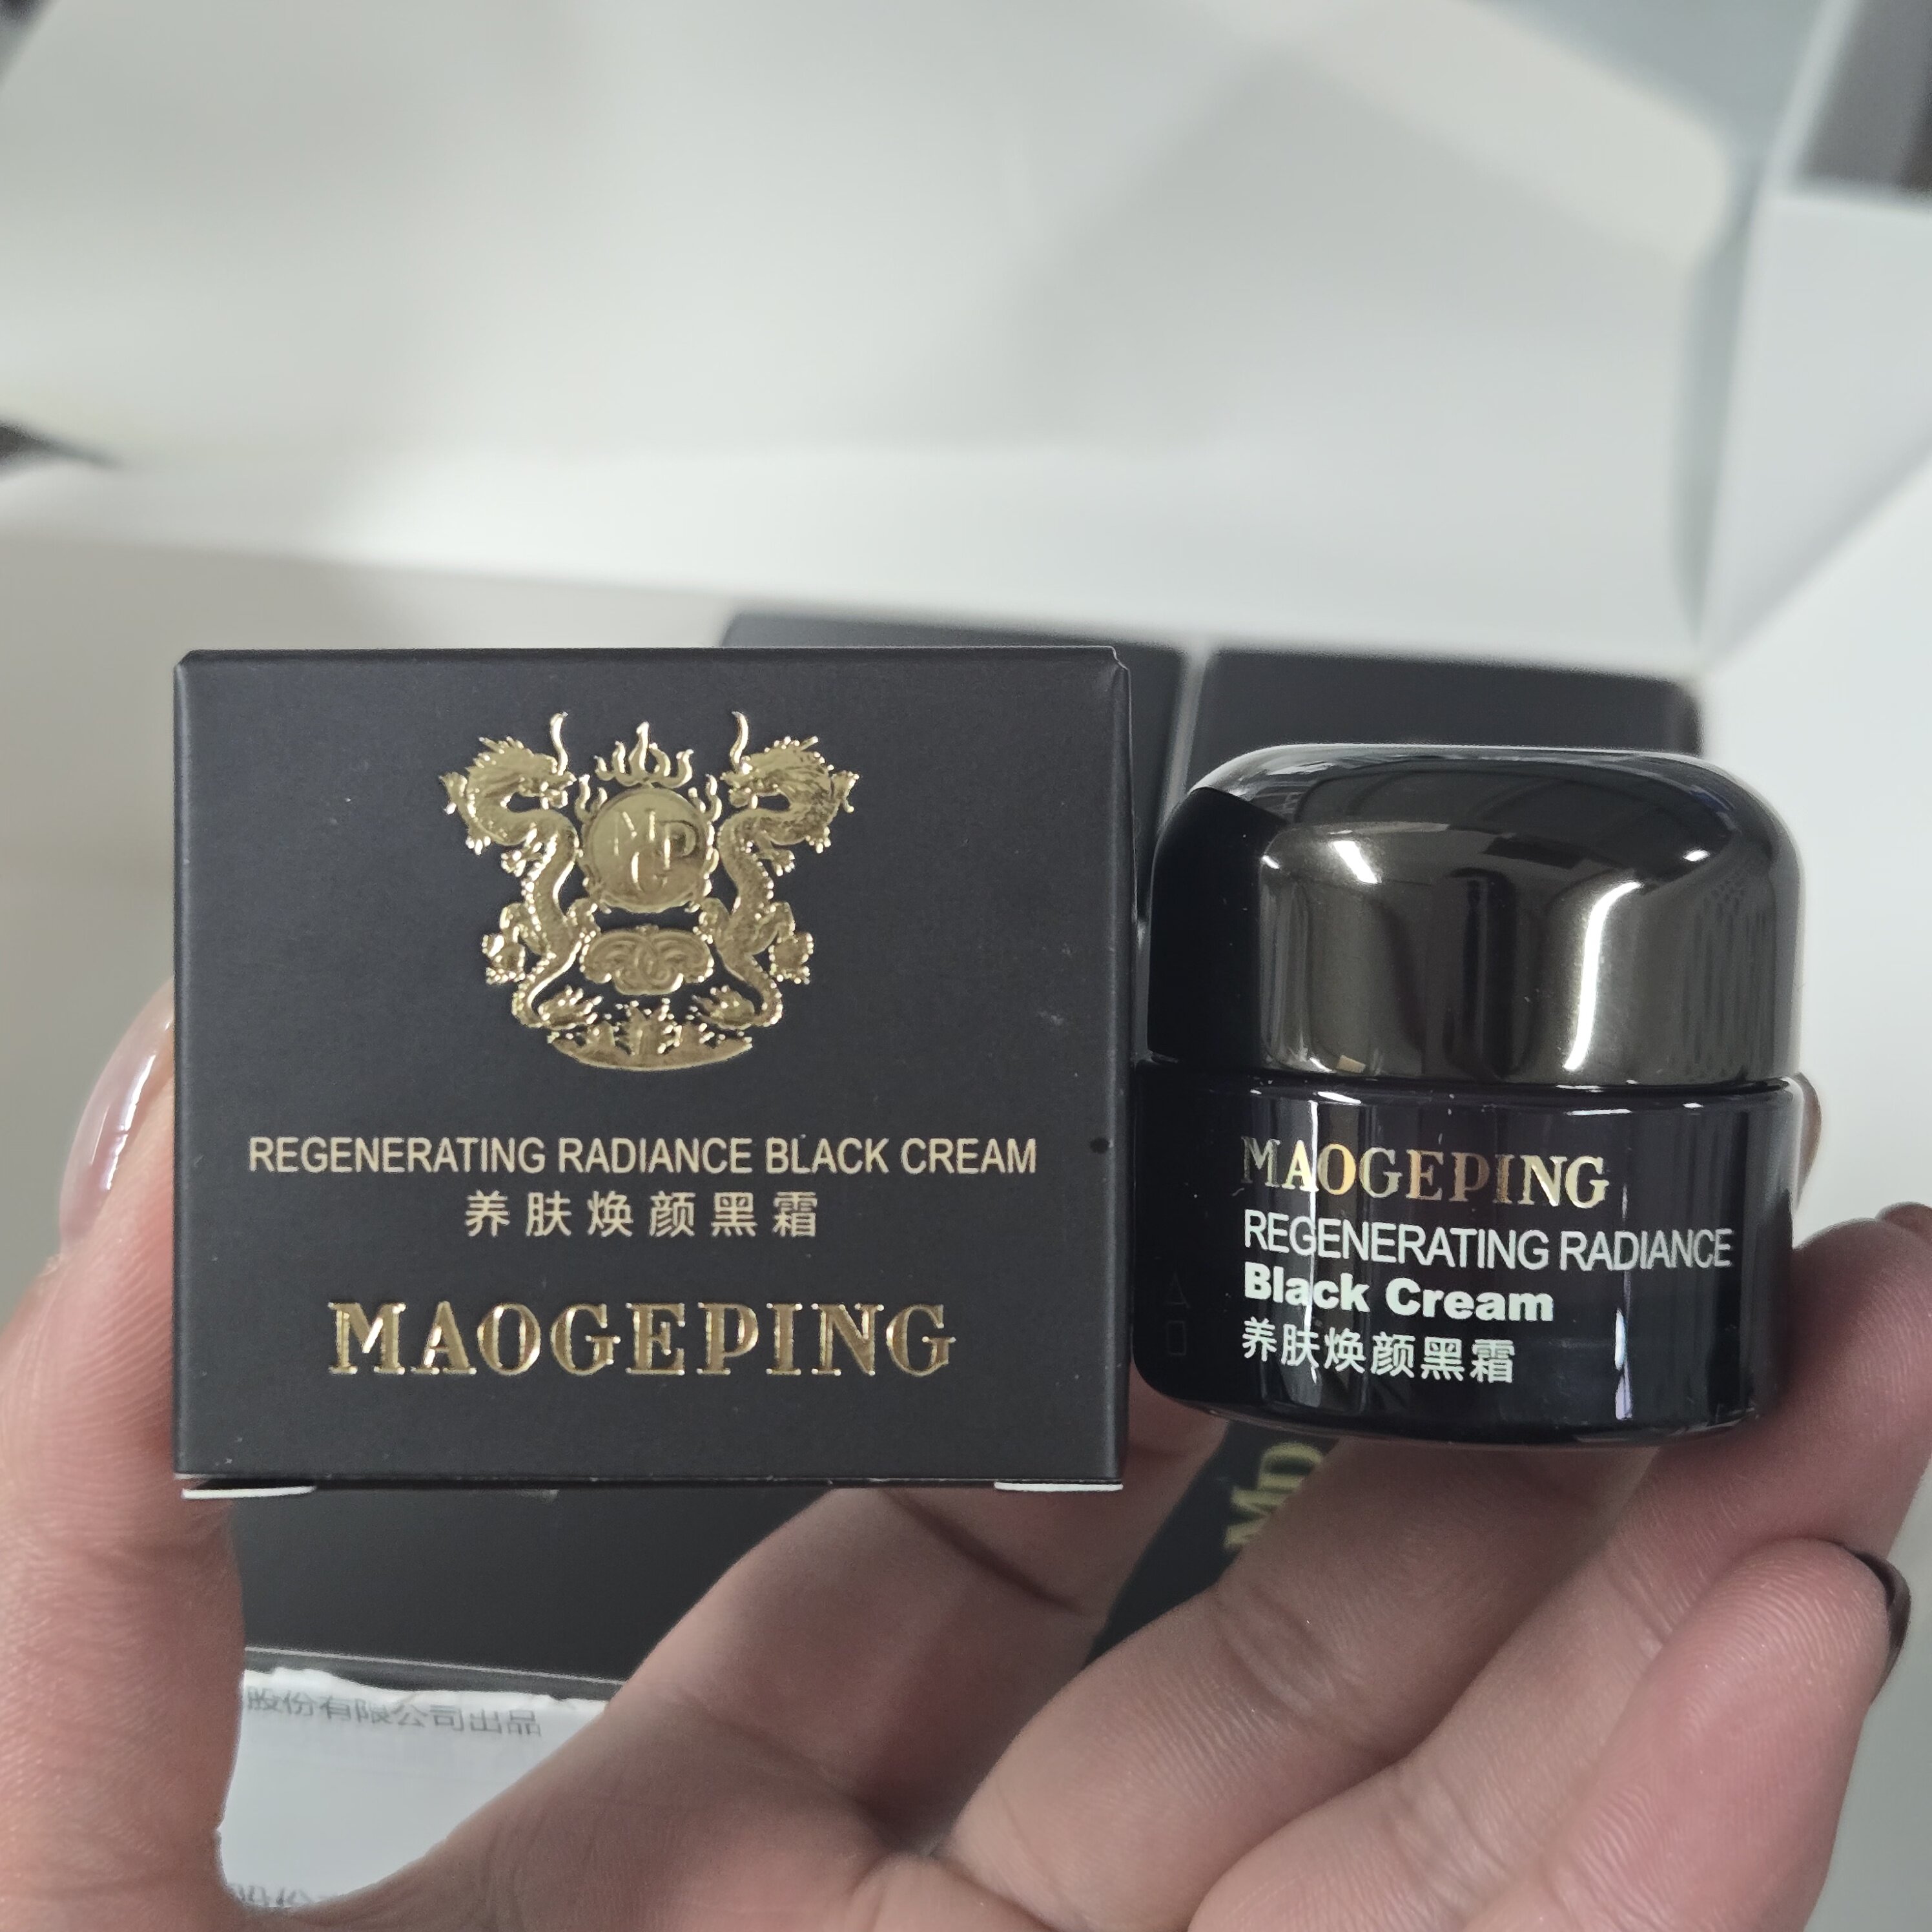 MGP
REGENERATING RADIANCE BLACK CREAM
养肤焕颜黑霜
MAOGEPING
MAOGEPING
REGENERATING RADIANCE
Black Cream
养肤焕颜黑霜
股份有限公司出品